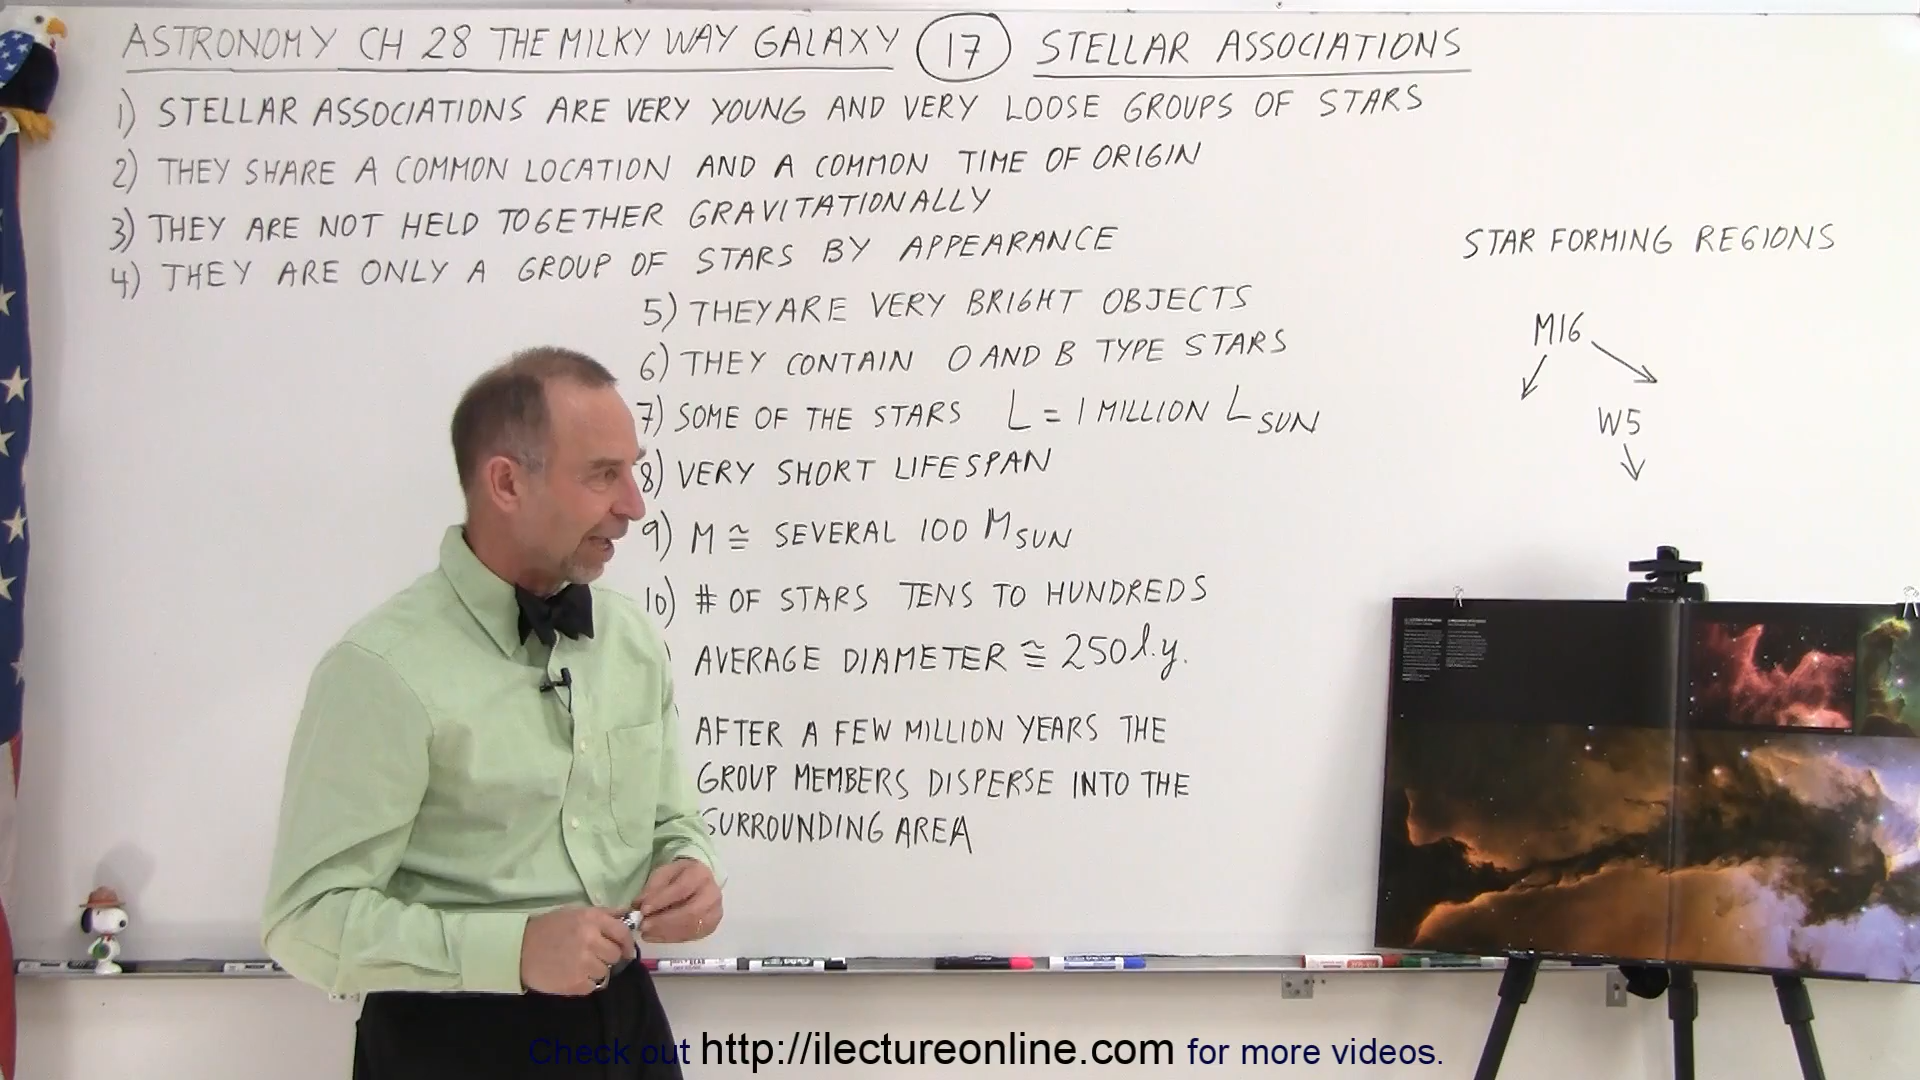 ASTRONOMY CH 28 THE MILKY WAY GALAXY 17 STELLAR ASSOCIATIONS
1) STELLAR ASSOCIATIONS ARE VERY YOUNG AND VERY LOOSE GROUPS OF STARS
2) THEY SHARE A COMMON LOCATION AND A COMMON TIME OF ORIGIN
3) THEY ARE NOT HELD TOGETHER GRAVITATIONALLY
4) THEY ARE ONLY A GROUP OF STARS BY APPEARANCE
5) THEY ARE VERY BRIGHT OBJECTS
6) THEY CONTAIN O AND B TYPE STARS
7) SOME OF THE STARS L = 1 MILLION L SUN
8) VERY SHORT LIFESPAN
9) M ≅ SEVERAL 100 M SUN
10) # OF STARS TENS TO HUNDREDS
) AVERAGE DIAMETER ≅ 250 l.y.
AFTER A FEW MILLION YEARS THE
GROUP MEMBERS DISPERSE INTO THE
SURROUNDING AREA
STAR FORMING REGIONS
M16
W5
Check out http://ilectureonline.com for more videos.